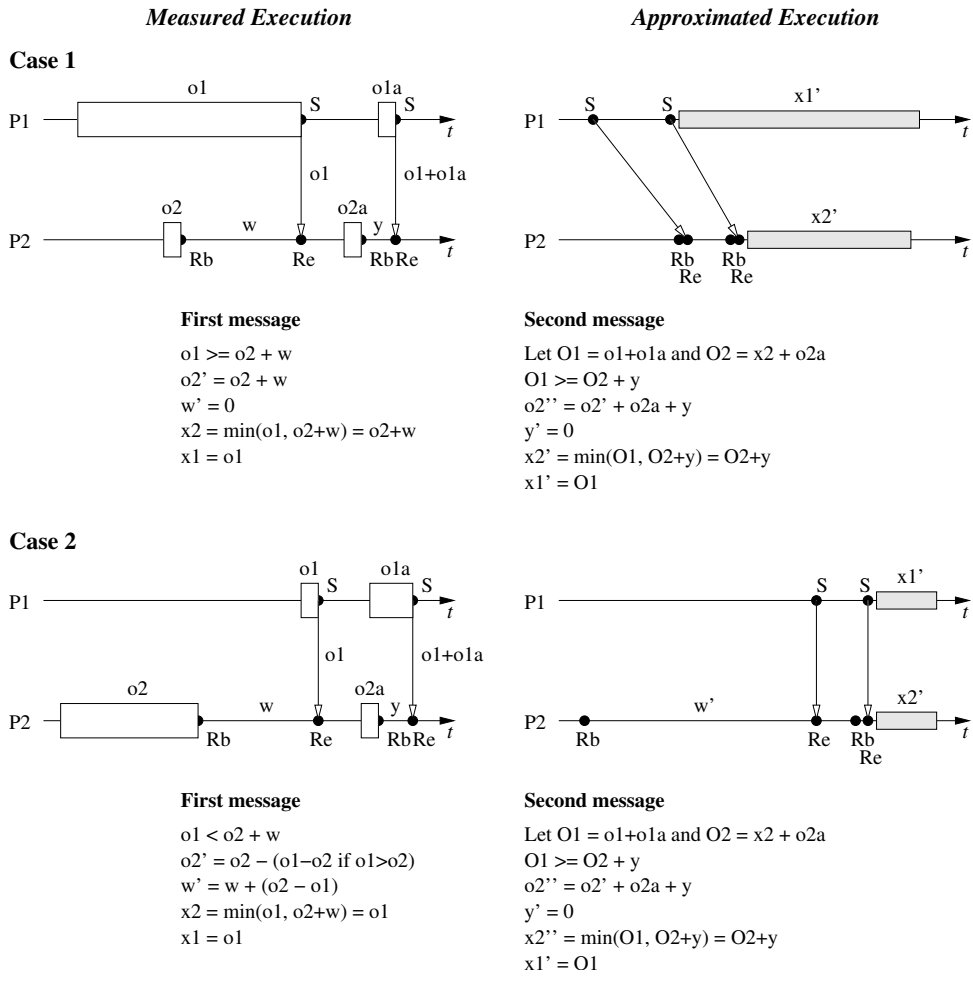 Measured Execution
Approximated Execution
Case 1
o1
o1a
S
S
P1
t
o1
o1+o1a
o2
w
o2a
y
P2
Rb
Re
RbRe
t
S
S
x1’
P1
t
x2’
P2
Rb
Re
Rb
Re
t
First message
o1 >= o2 + w
o2’ = o2 + w
w’ = 0
x2 = min(o1, o2+w) = o2+w
x1 = o1
Second message
Let O1 = o1+o1a and O2 = x2 + o2a
O1 >= O2 + y
o2’’ = o2’ + o2a + y
y’ = 0
x2’ = min(O1, O2+y) = O2+y
x1’ = O1
Case 2
o1
o1a
S
S
P1
t
o1
o1+o1a
o2
w
o2a
y
P2
Rb
Re
RbRe
t
S
S
x1’
P1
t
w’
x2’
P2
Rb
Re
Rb
Re
t
First message
o1 < o2 + w
o2’ = o2 − (o1−o2 if o1>o2)
w’ = w + (o2 − o1)
x2 = min(o1, o2+w) = o1
x1 = o1
Second message
Let O1 = o1+o1a and O2 = x2 + o2a
O1 >= O2 + y
o2’’ = o2’ + o2a + y
y’ = 0
x2’’ = min(O1, O2+y) = O2+y
x1’ = O1